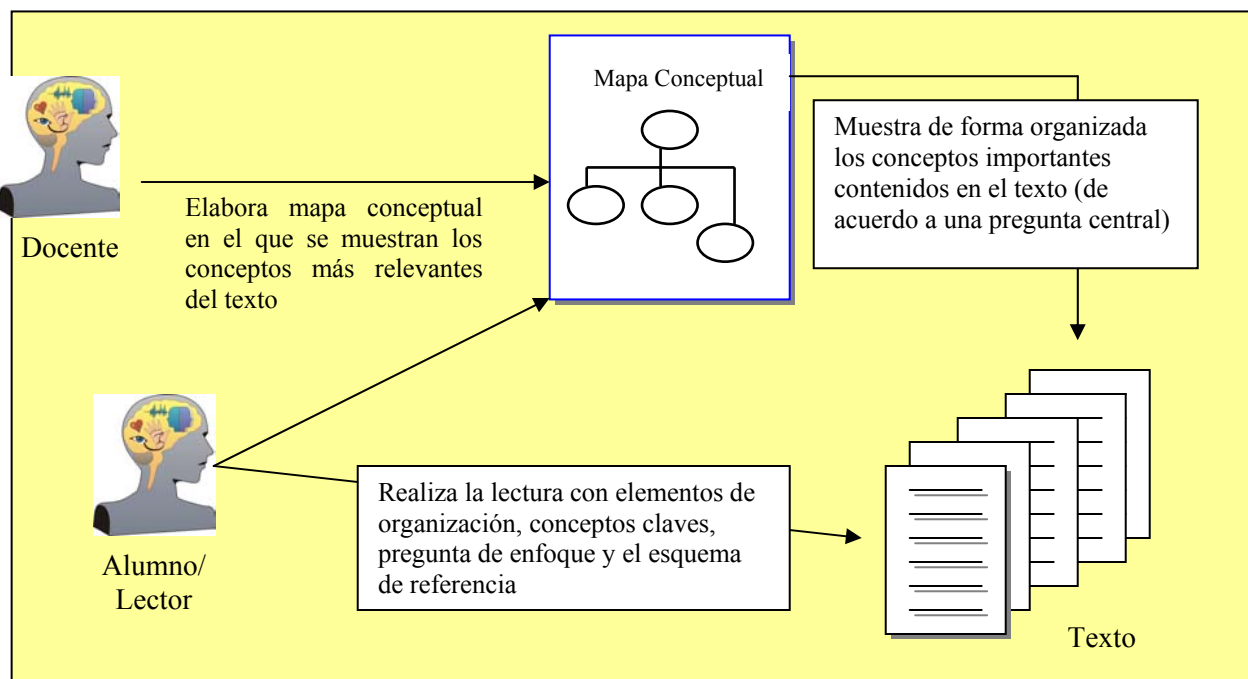 Mapa Conceptual
Muestra de forma organizada
los conceptos importantes
contenidos en el texto (de
acuerdo a una pregunta central)
Docente
Elabora mapa conceptual
en el que se muestran los
conceptos más relevantes
del texto
Alumno/
Lector
Realiza la lectura con elementos de
organización, conceptos claves,
pregunta de enfoque y el esquema
de referencia
Texto